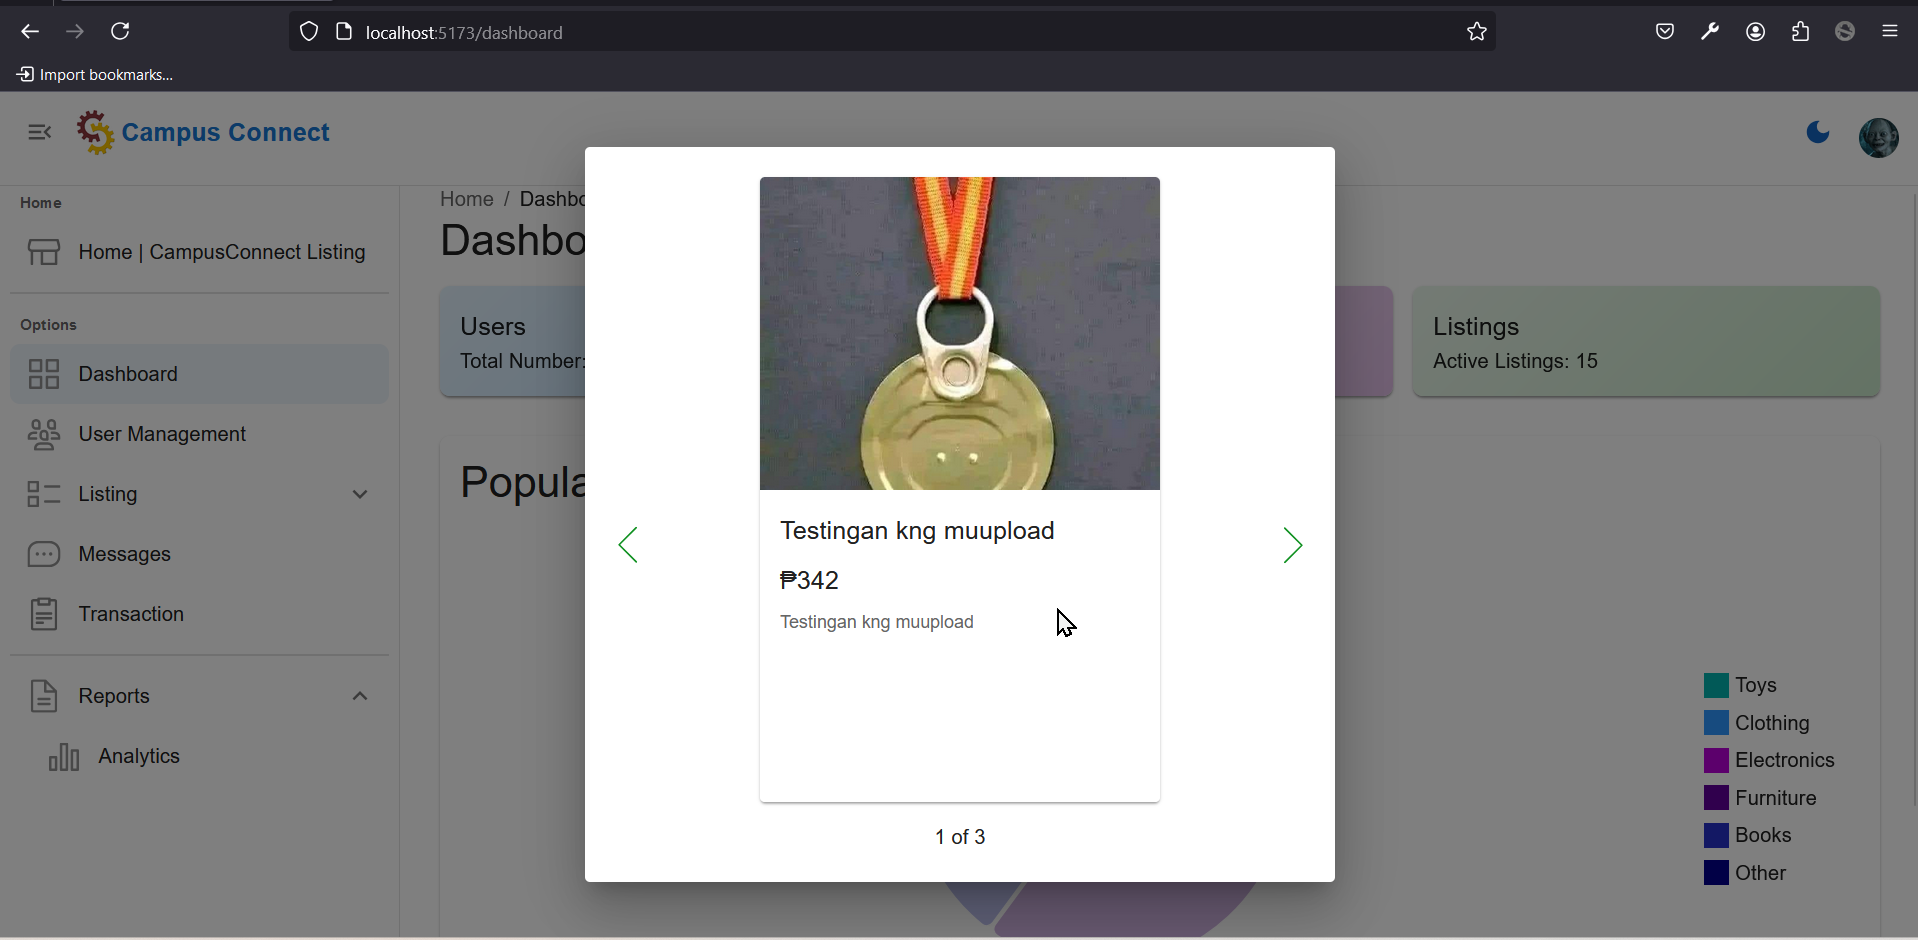 localhost:5173/dashboard
Import bookmarks...
Campus Connect
Home
Home | CampusConnect Listing
Options
Dashboard
User Management
Listing
Messages
Transaction
Reports
Analytics
Home / Dashbo
Dashbo
Users
Total Number:
Listings
Active Listings: 15
Popula
Testingan kng muupload
₱342
Testingan kng muupload
1 of 3
Toys
Clothing
Electronics
Furniture
Books
Other